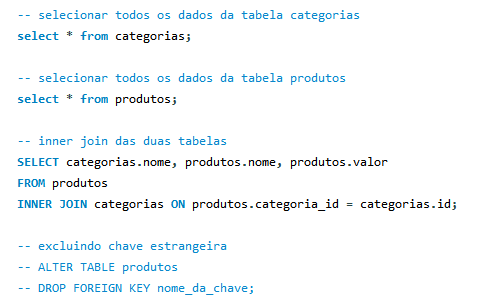 -- selecionar todos os dados da tabela categorias
select * from categorias;
-- selecionar todos os dados da tabela produtos
select * from produtos;
-- inner join das duas tabelas
SELECT categorias.nome, produtos.nome, produtos.valor
FROM produtos
INNER JOIN categorias ON produtos.categoria_id = categorias.id;
-- excluindo chave estrangeira
-- ALTER TABLE produtos
-- DROP FOREIGN KEY nome_da_chave;